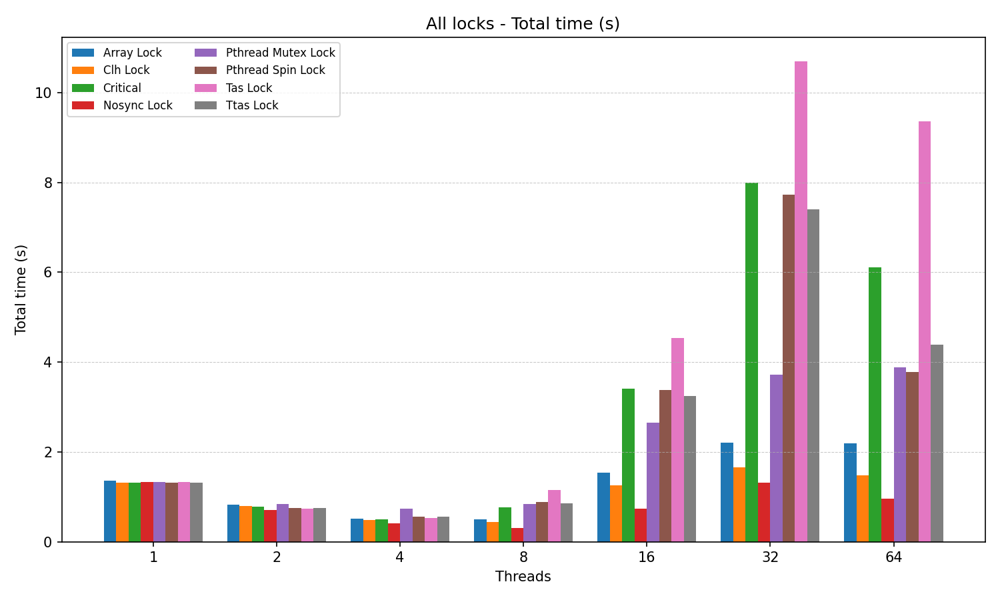 All locks - Total time (s)
Array Lock
Clh Lock
Critical
Nosync Lock
Pthread Mutex Lock
Pthread Spin Lock
Tas Lock
Ttas Lock
Total time (s)
10
8
6
4
2
0
1 2 4 8 16 32 64
Threads